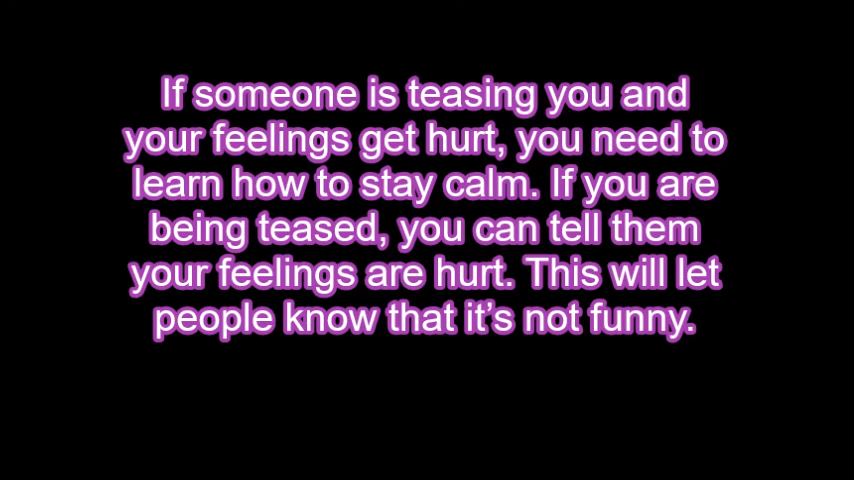 If someone is teasing you and
your feelings get hurt, you need to
learn how to stay calm. If you are
being teased, you can tell them
your feelings are hurt. This will let
people know that it’s not funny.